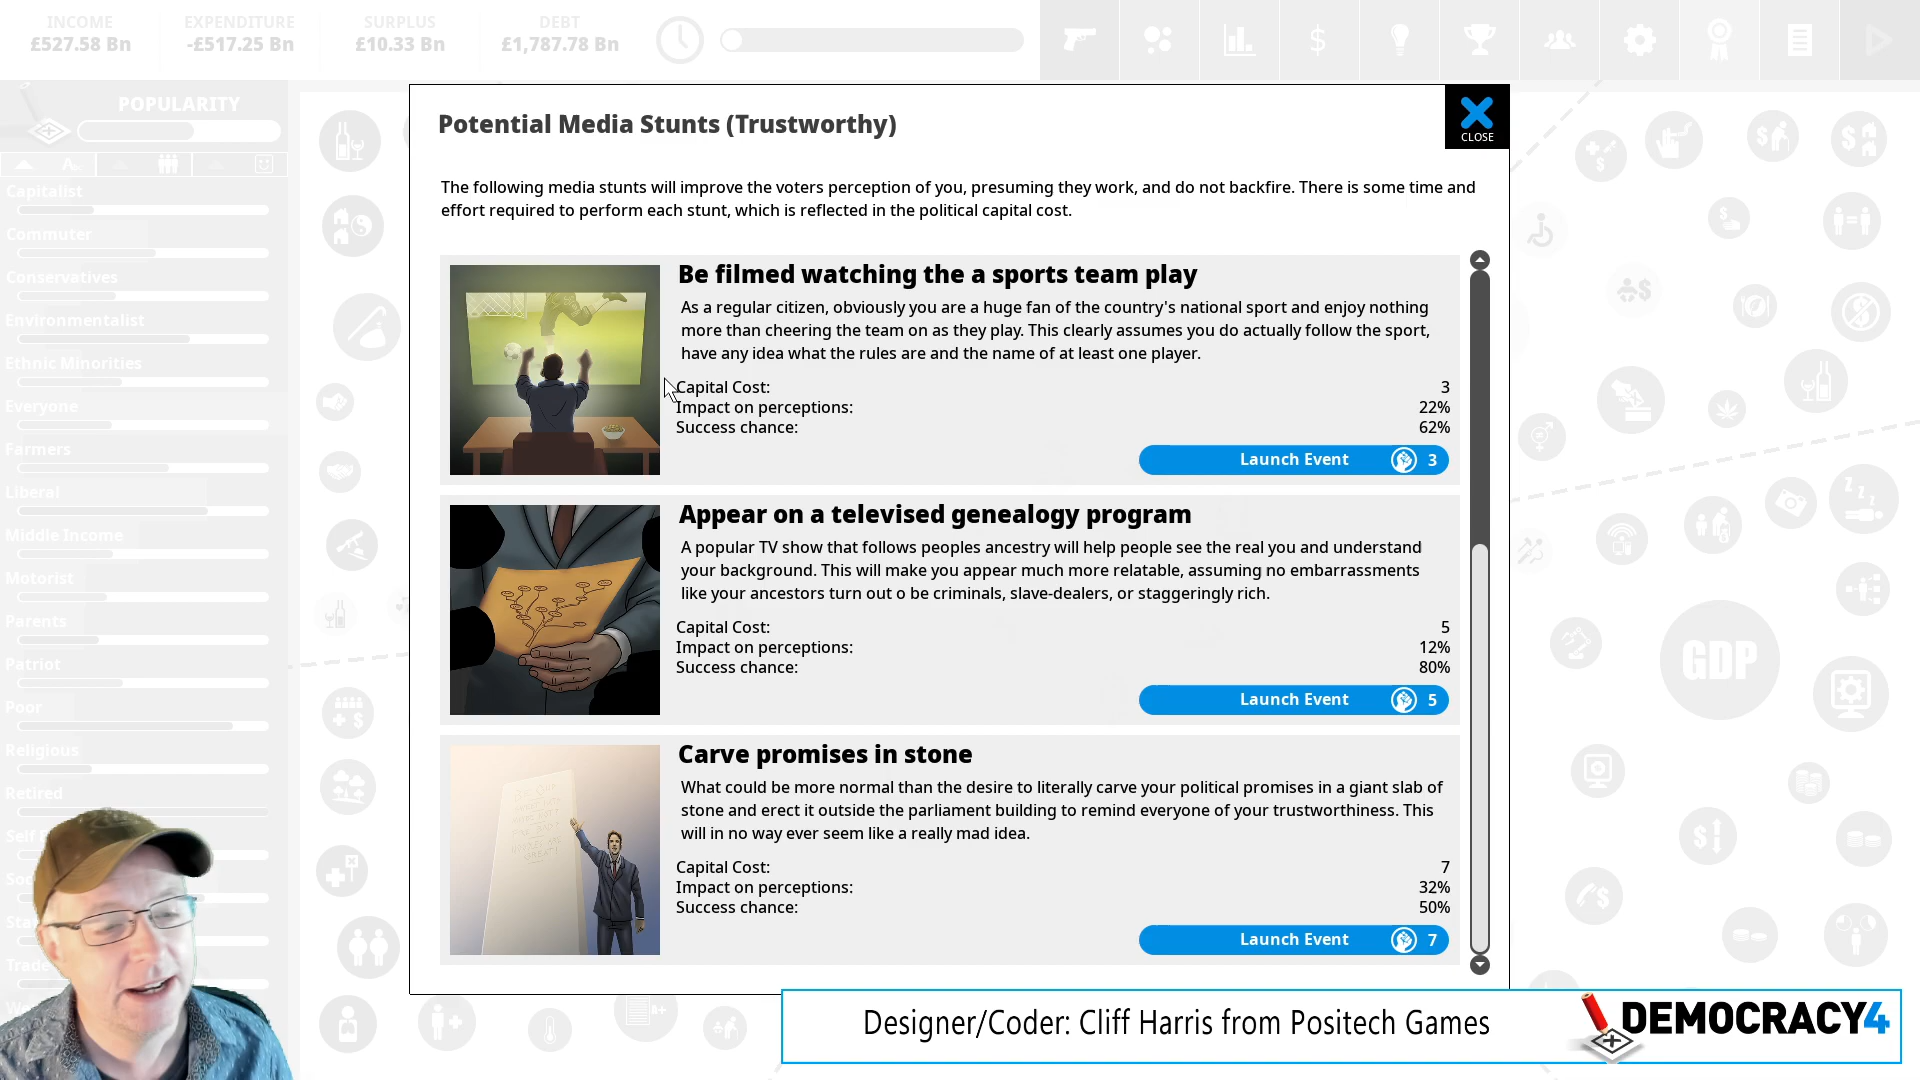 INCOME
£527.58 Bn
EXPENDITURE
-£517.25 Bn
SURPLUS
£10.33 Bn
DEBT
£1,787.78 Bn
POPULARITY
Capitalist
Commuter
Conservatives
Environmentalist
Ethnic Minorities
Everyone
Farmers
Liberal
Middle Income
Motorist
Parents
Patriot
Poor
Religious
Retired
Potential Media Stunts (Trustworthy)
CLOSE
The following media stunts will improve the voters perception of you, presuming they work, and do not backfire. There is some time and
effort required to perform each stunt, which is reflected in the political capital cost.
Be filmed watching the a sports team play
As a regular citizen, obviously you are a huge fan of the country's national sport and enjoy nothing
more than cheering the team on as they play. This clearly assumes you do actually follow the sport,
have any idea what the rules are and the name of at least one player.
Capital Cost: 3
Impact on perceptions: 22%
Success chance: 62%
Launch Event 3
Appear on a televised genealogy program
A popular TV show that follows peoples ancestry will help people see the real you and understand
your background. This will make you appear much more relatable, assuming no embarrassments
like your ancestors turn out o be criminals, slave-dealers, or staggeringly rich.
Capital Cost: 5
Impact on perceptions: 12%
Success chance: 80%
Launch Event 5
Carve promises in stone
What could be more normal than the desire to literally carve your political promises in a giant slab of
stone and erect it outside the parliament building to remind everyone of your trustworthiness. This
will in no way ever seem like a really mad idea.
Capital Cost: 7
Impact on perceptions: 32%
Success chance: 50%
Launch Event 7
GDP
Designer/Coder: Cliff Harris from Positech Games
DEMOCRACY4